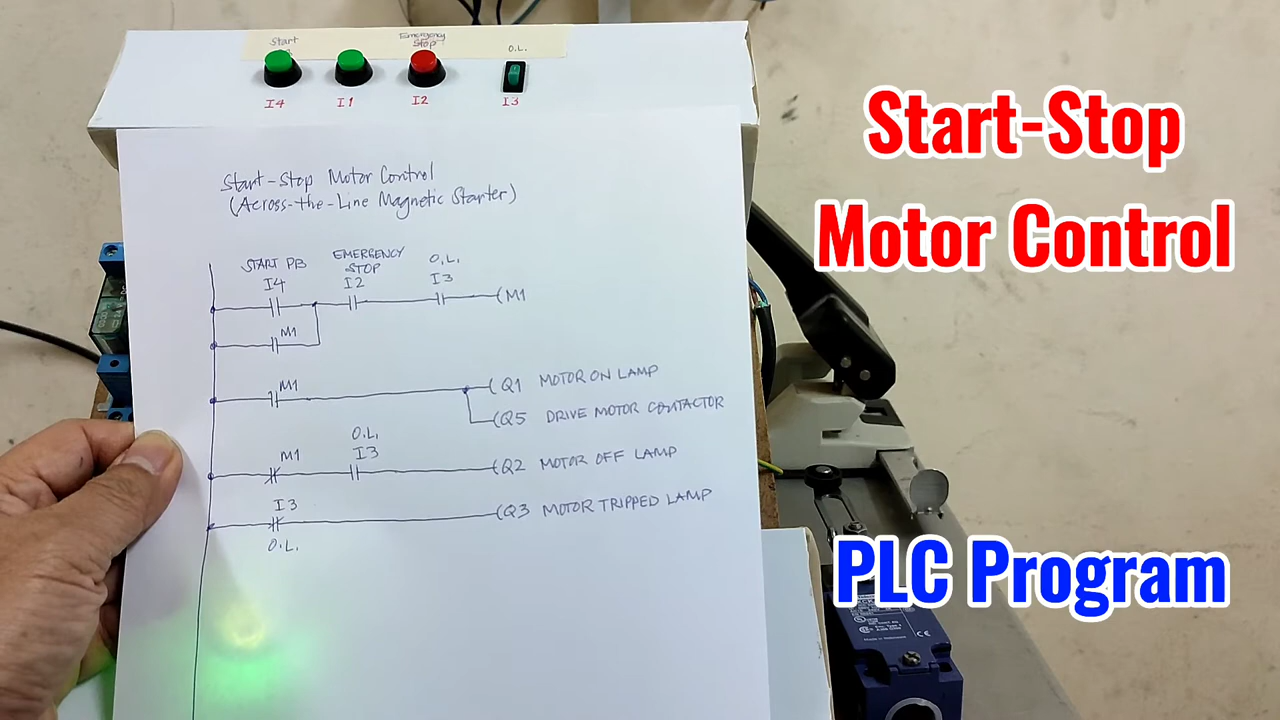 Start
Emergency
Stop
O.L.
I4
I1
I2
I3
Start-Stop Motor Control
(Across-the-Line Magnetic Starter)
START PB
I4
EMERGENCY
STOP
I2
O.L.
I3
M1
M1
M1
Q1 MOTOR ON LAMP
Q5 DRIVE MOTOR CONTACTOR
M1
O.L.
I3
Q2 MOTOR OFF LAMP
I3
O.L.
Q3 MOTOR TRIPPED LAMP
Start-Stop
Motor Control
PLC Program